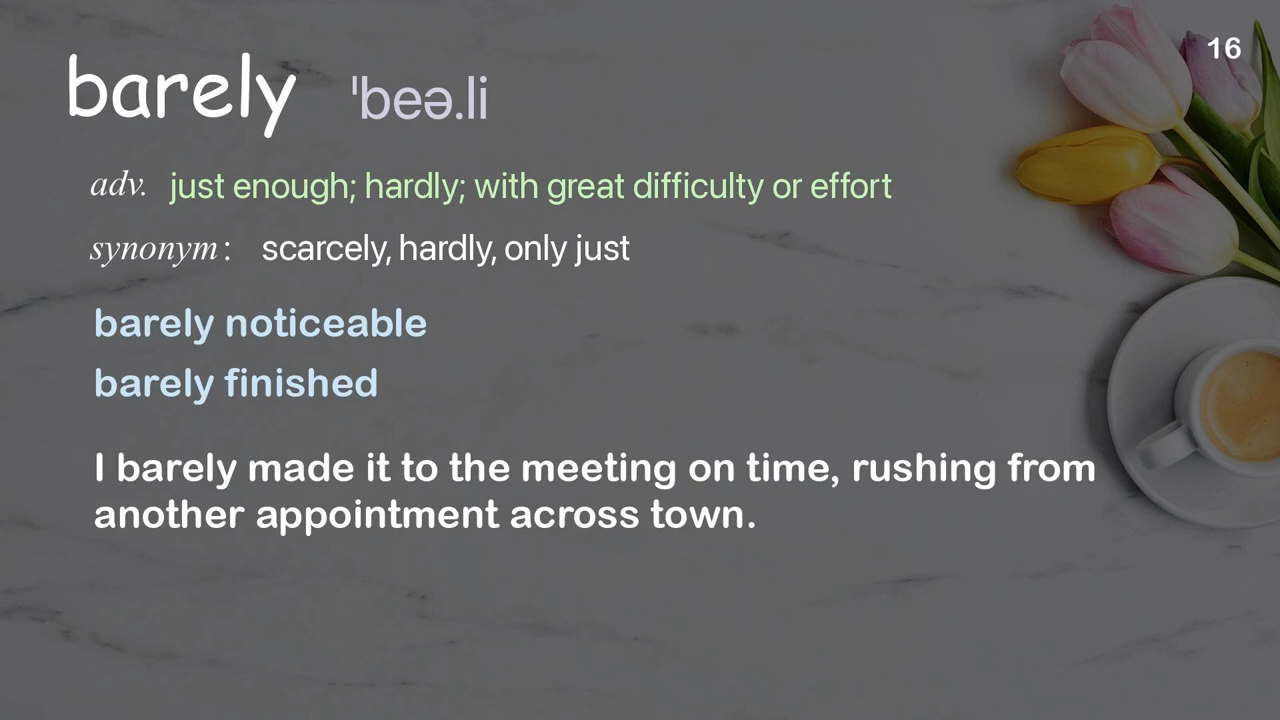 16
barely ˈbeə.li
adv. just enough; hardly; with great difficulty or effort
synonym: scarcely, hardly, only just
barely noticeable
barely finished
I barely made it to the meeting on time, rushing from
another appointment across town.